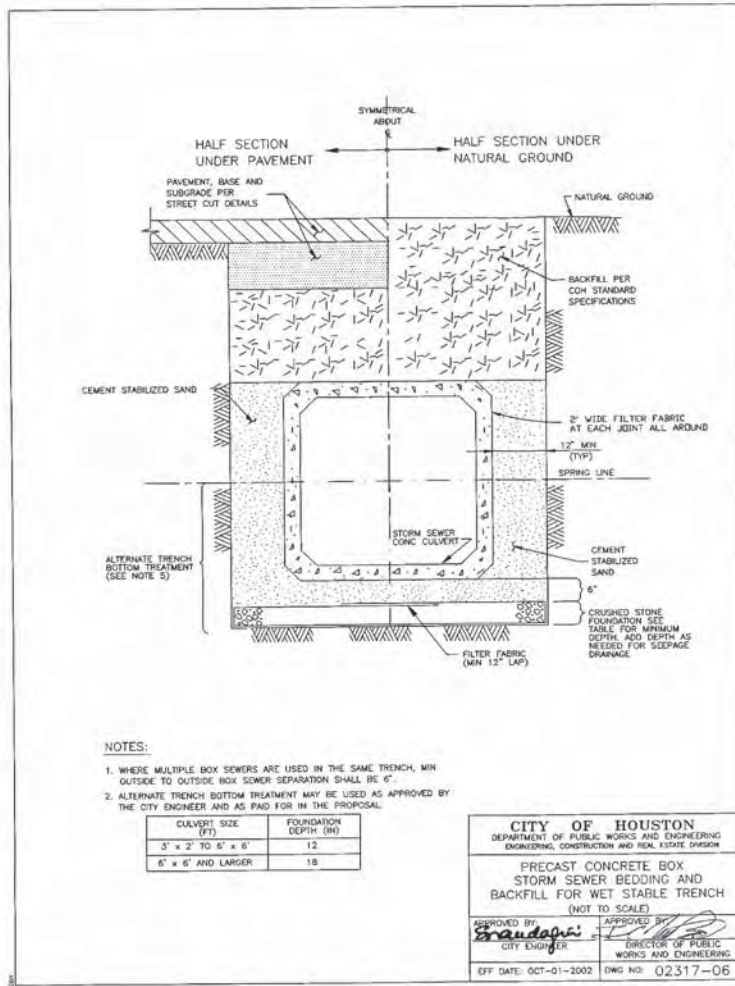 SYMMETRICAL
ABOUT
℄
HALF SECTION
UNDER PAVEMENT
HALF SECTION UNDER
NATURAL GROUND
PAVEMENT, BASE AND
SUBGRADE PER
STREET CUT DETAILS
NATURAL GROUND
BACKFILL PER
COH STANDARD
SPECIFICATIONS
CEMENT STABILIZED SAND
2' WIDE FILTER FABRIC
AT EACH JOINT ALL AROUND
12" MIN
(TYP)
SPRING LINE
STORM SEWER
CONC CULVERT
ALTERNATE TRENCH
BOTTOM TREATMENT
(SEE NOTE 5)
CEMENT
STABILIZED
SAND
6"
CRUSHED STONE
FOUNDATION SEE
TABLE FOR MINIMUM
DEPTH. ADD DEPTH AS
NEEDED FOR SEEPAGE
DRAINAGE
FILTER FABRIC
(MIN 12" LAP)
NOTES:
1. WHERE MULTIPLE BOX SEWERS ARE USED IN THE SAME TRENCH, MIN
OUTSIDE TO OUTSIDE BOX SEWER SEPARATION SHALL BE 6".
2. ALTERNATE TRENCH BOTTOM TREATMENT MAY BE USED AS APPROVED BY
THE CITY ENGINEER AND AS PAID FOR IN THE PROPOSAL.
CULVERT SIZE
(FT)
FOUNDATION
DEPTH (IN)
3' x 2' TO 6' x 6'
12
6' x 6' AND LARGER
18
CITY OF HOUSTON
DEPARTMENT OF PUBLIC WORKS AND ENGINEERING
ENGINEERING, CONSTRUCTION AND REAL ESTATE DIVISION
PRECAST CONCRETE BOX
STORM SEWER BEDDING AND
BACKFILL FOR WET STABLE TRENCH
(NOT TO SCALE)
APPROVED BY:
CITY ENGINEER
APPROVED BY:
DIRECTOR OF PUBLIC
WORKS AND ENGINEERING
EFF DATE: OCT-01-2002
DWG NO: 02317-06